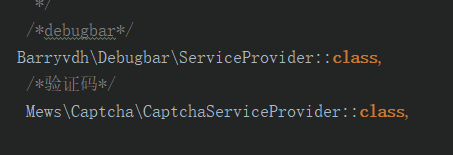 */
/*debugbar*/
Barryvdh\Debugbar\ServiceProvider::class,
/*验证码*/
Mews\Captcha\CaptchaServiceProvider::class,